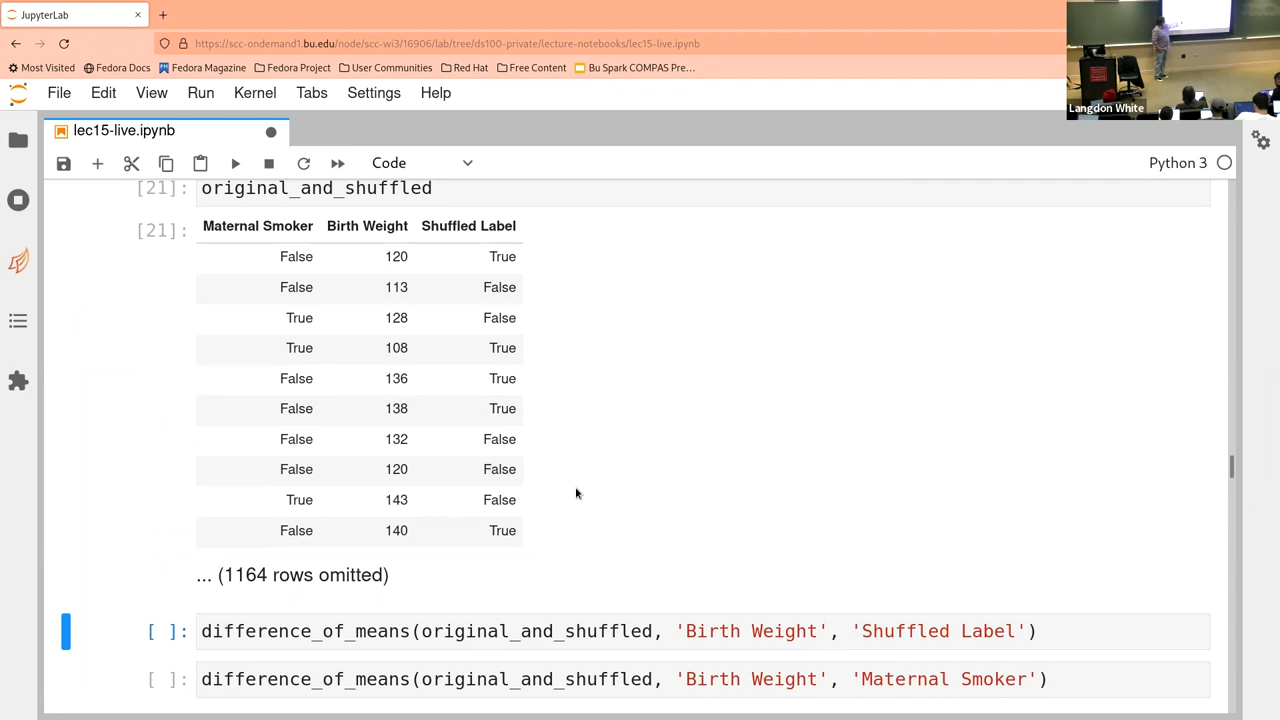 JupyterLab
https://scc-ondemand1.bu.edu/node/scc-wi3/16906/lab/tree/ds100-private/lecture-notebooks/lec15-live.ipynb
Most Visited Fedora Docs Fedora Magazine Fedora Project User Communities Red Hat Free Content Bu Spark COMPAS Pre…
Langdon White
File Edit View Run Kernel Tabs Settings Help
lec15-live.ipynb
Code Python 3
[21]: original_and_shuffled
[21]: Maternal Smoker Birth Weight Shuffled Label
False 120 True
False 113 False
True 128 False
True 108 True
False 136 True
False 138 True
False 132 False
False 120 False
True 143 False
False 140 True
... (1164 rows omitted)
[ ]: difference_of_means(original_and_shuffled, 'Birth Weight', 'Shuffled Label')
[ ]: difference_of_means(original_and_shuffled, 'Birth Weight', 'Maternal Smoker')